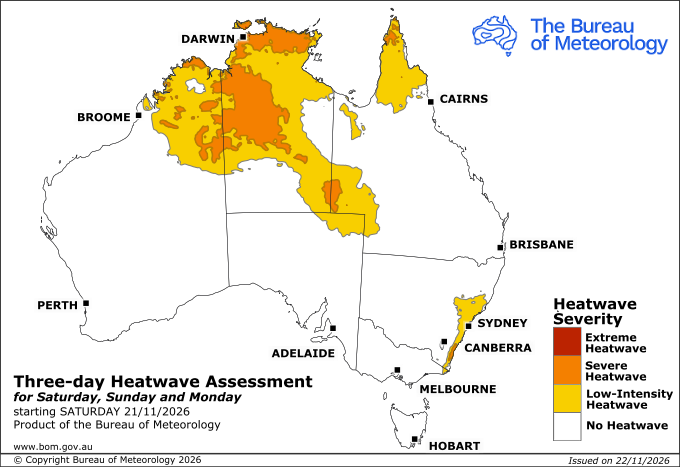 The Bureau
of Meteorology
DARWIN
CAIRNS
BROOME
BRISBANE
PERTH
SYDNEY
ADELAIDE
CANBERRA
MELBOURNE
HOBART
Heatwave
Severity
Extreme
Heatwave
Severe
Heatwave
Low-Intensity
Heatwave
No Heatwave
Three-day Heatwave Assessment
for Saturday, Sunday and Monday
starting SATURDAY 21/11/2026
Product of the Bureau of Meteorology
www.bom.gov.au
© Copyright Bureau of Meteorology 2026
Issued on 22/11/2026